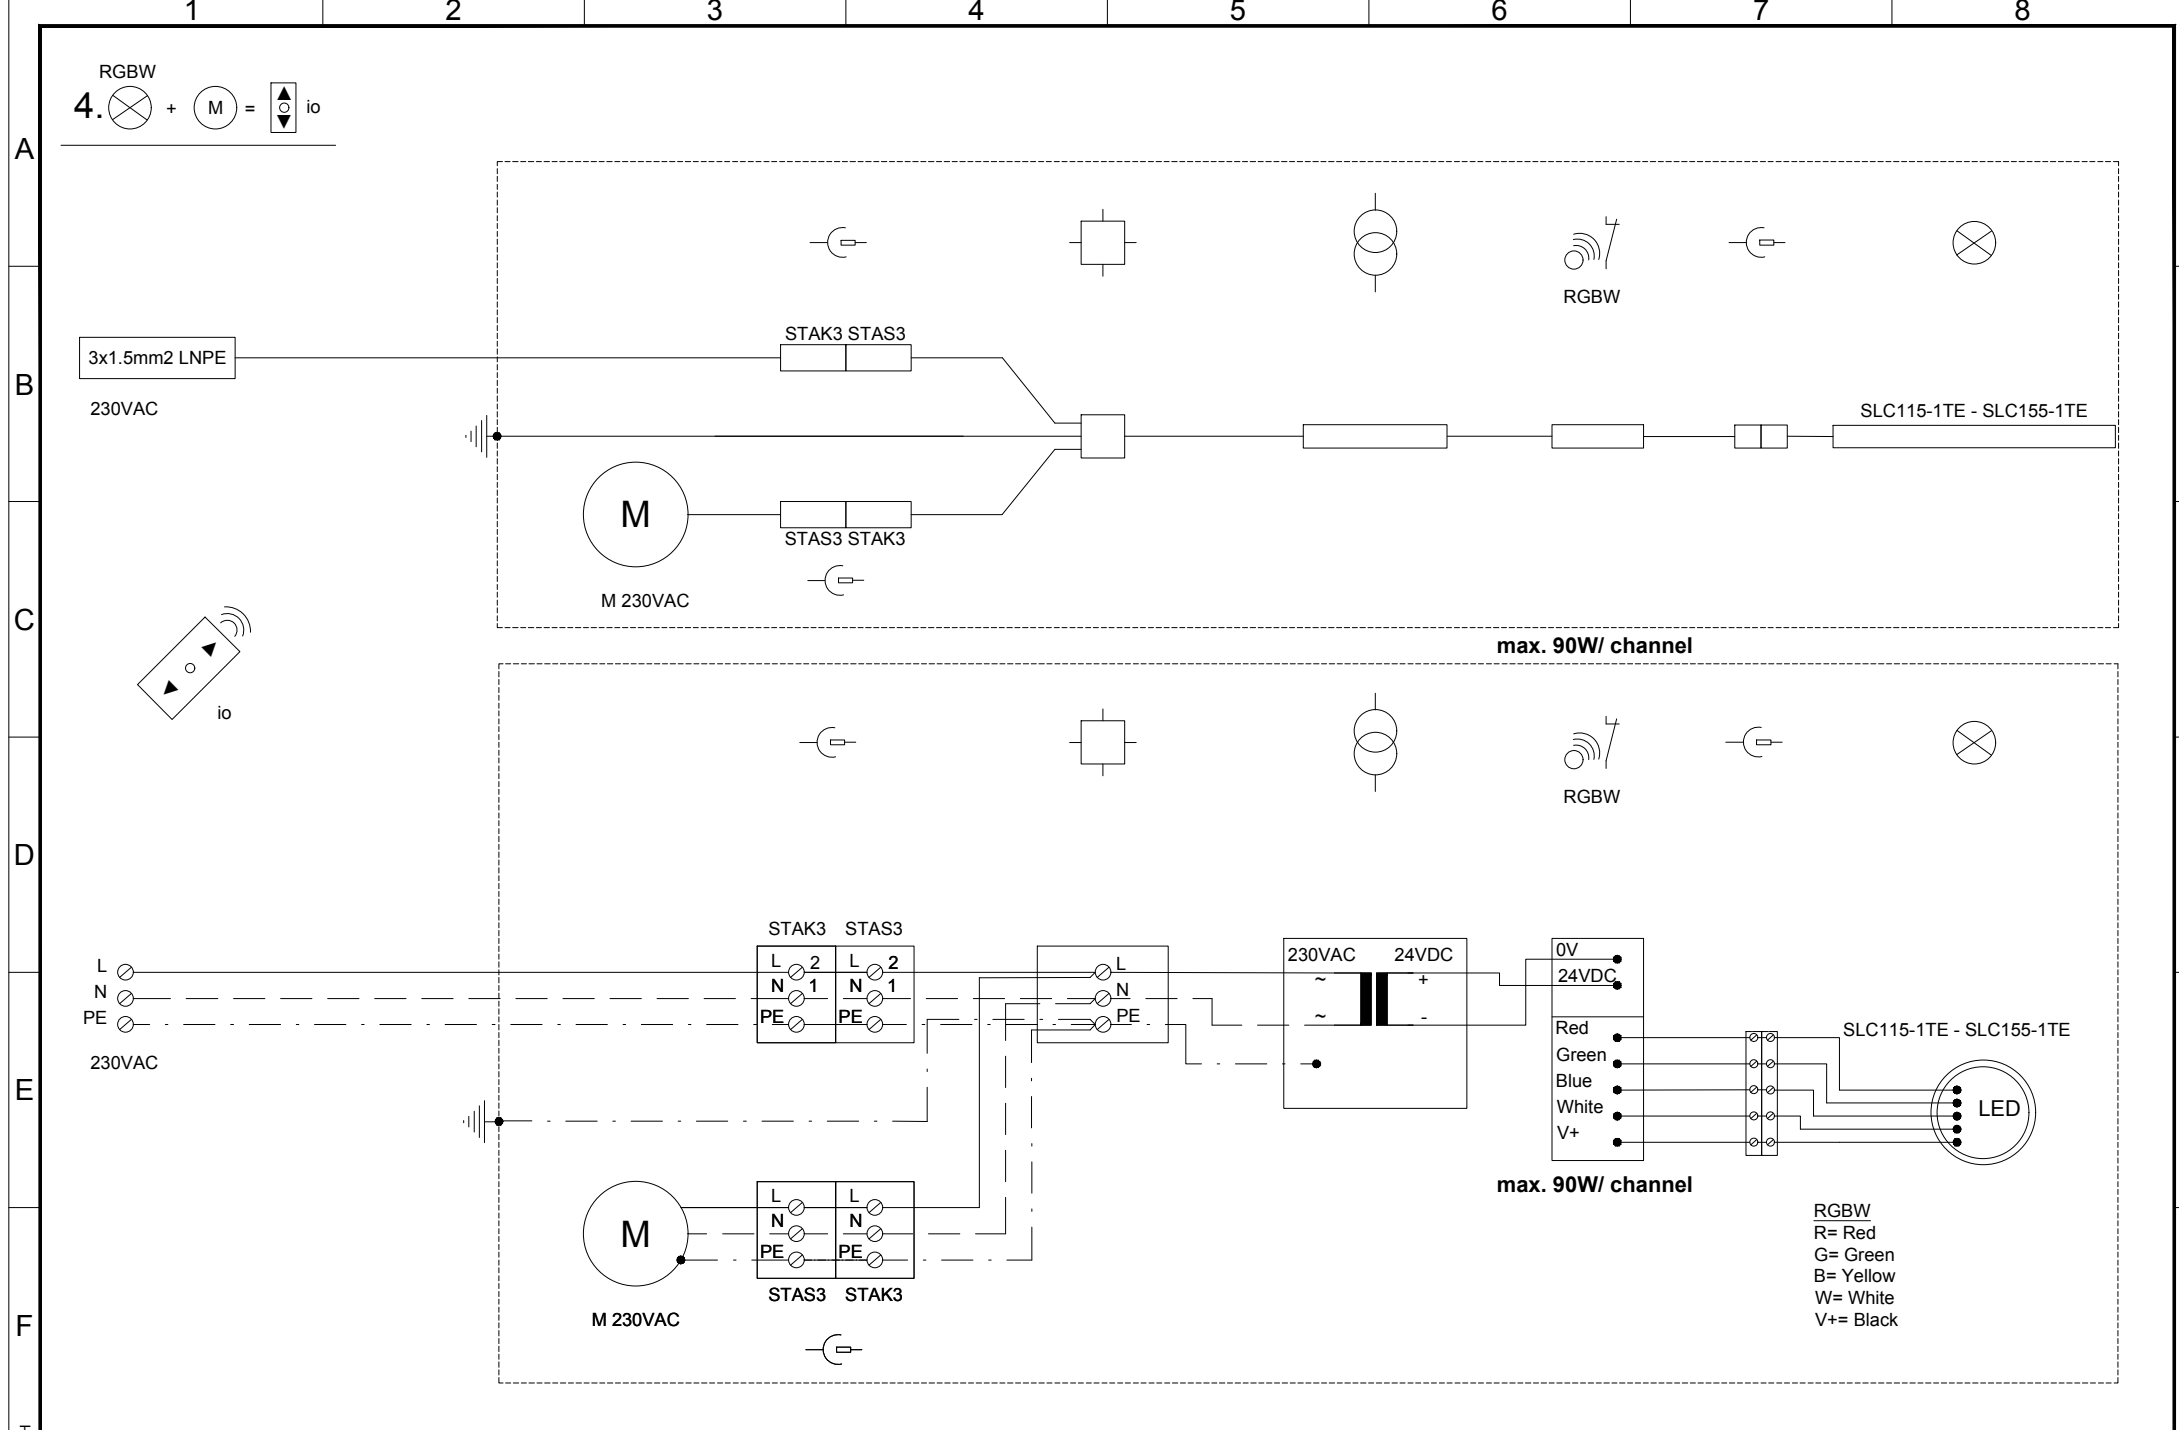 1 2 3 4 5 6 7 8
RGBW
4. + M = io
A
RGBW
STAK3 STAS3
3x1.5mm2 LNPE
B
230VAC
SLC115-1TE - SLC155-1TE
M
STAS3 STAK3
M 230VAC
C
max. 90W/ channel
io
RGBW
D
STAK3 STAS3
L L 2 L 2 L 230VAC 24VDC 0V
N N 1 N 1 N ~ + 24VDC
PE PE PE PE ~ -
230VAC
Red SLC115-1TE - SLC155-1TE
Green
E
Blue
White LED
V+
max. 90W/ channel
M
L L
N N
PE PE
STAS3 STAK3
M 230VAC
RGBW
R= Red
G= Green
B= Yellow
W= White
V+= Black
F